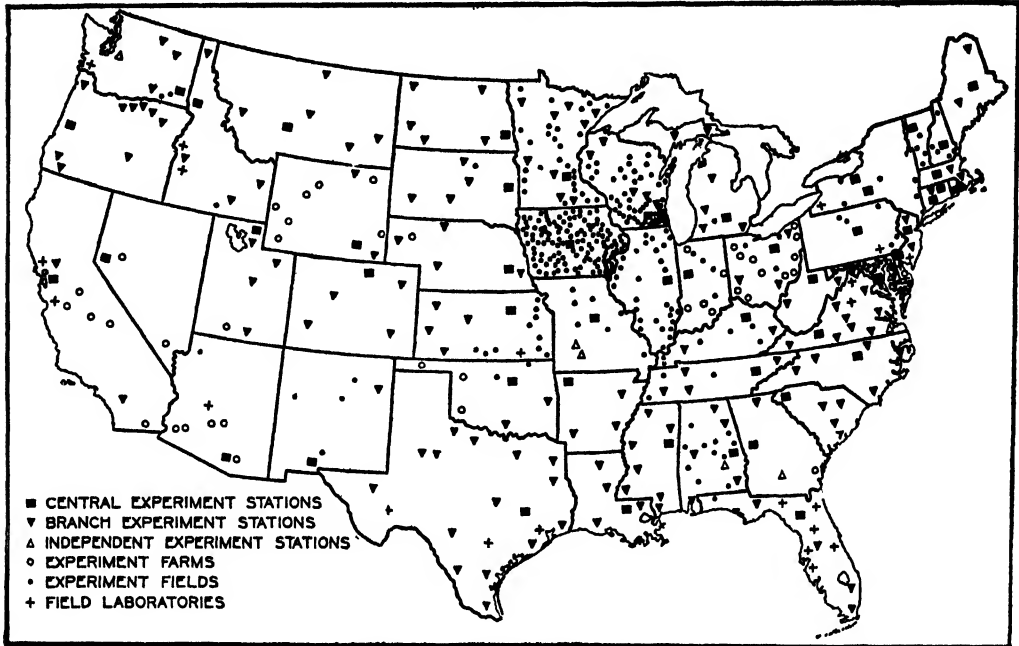 ■ CENTRAL EXPERIMENT STATIONS
▼ BRANCH EXPERIMENT STATIONS
△ INDEPENDENT EXPERIMENT STATIONS
○ EXPERIMENT FARMS
• EXPERIMENT FIELDS
+ FIELD LABORATORIES